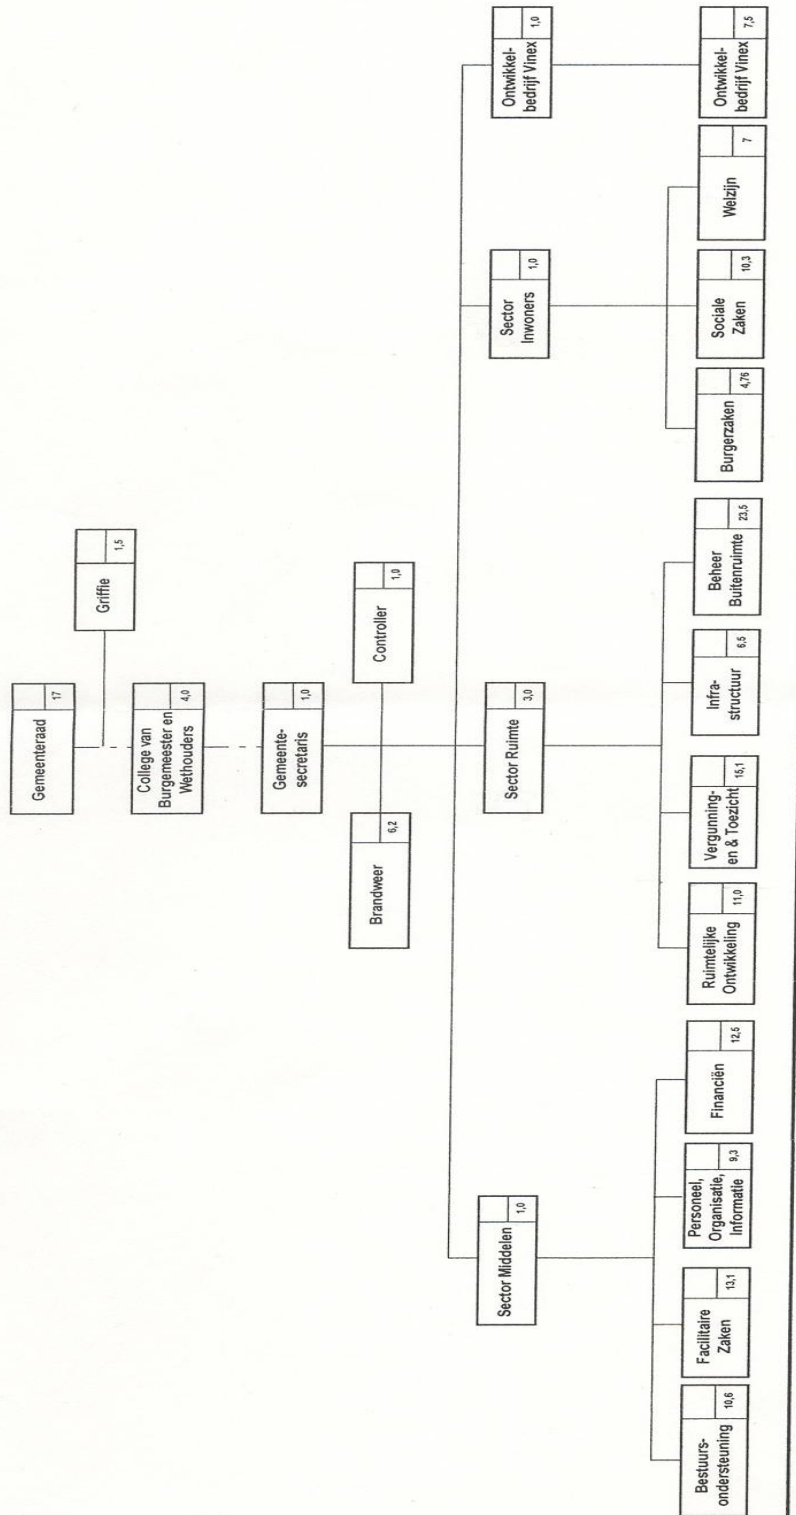 Gemeenteraad
17
Griffie
1,5
College van
Burgemeester en
Wethouders
4,0
Gemeente-
secretaris
1,0
Brandweer
6,2
Controller
1,0
Sector Middelen
1,0
Sector Ruimte
3,0
Sector
Inwoners
1,0
Ontwikkel-
bedrijf Vinex
1,0
Bestuurs-
ondersteuning
10,6
Facilitaire
Zaken
13,1
Personeel,
Organisatie,
Informatie
9,3
Financiën
12,5
Ruimtelijke
Ontwikkeling
11,0
Vergunning-
en & Toezicht
15,1
Infra-
structuur
6,5
Beheer
Buitenruimte
23,5
Burgerzaken
4,76
Sociale
Zaken
10,3
Welzijn
7
Ontwikkel-
bedrijf Vinex
7,5